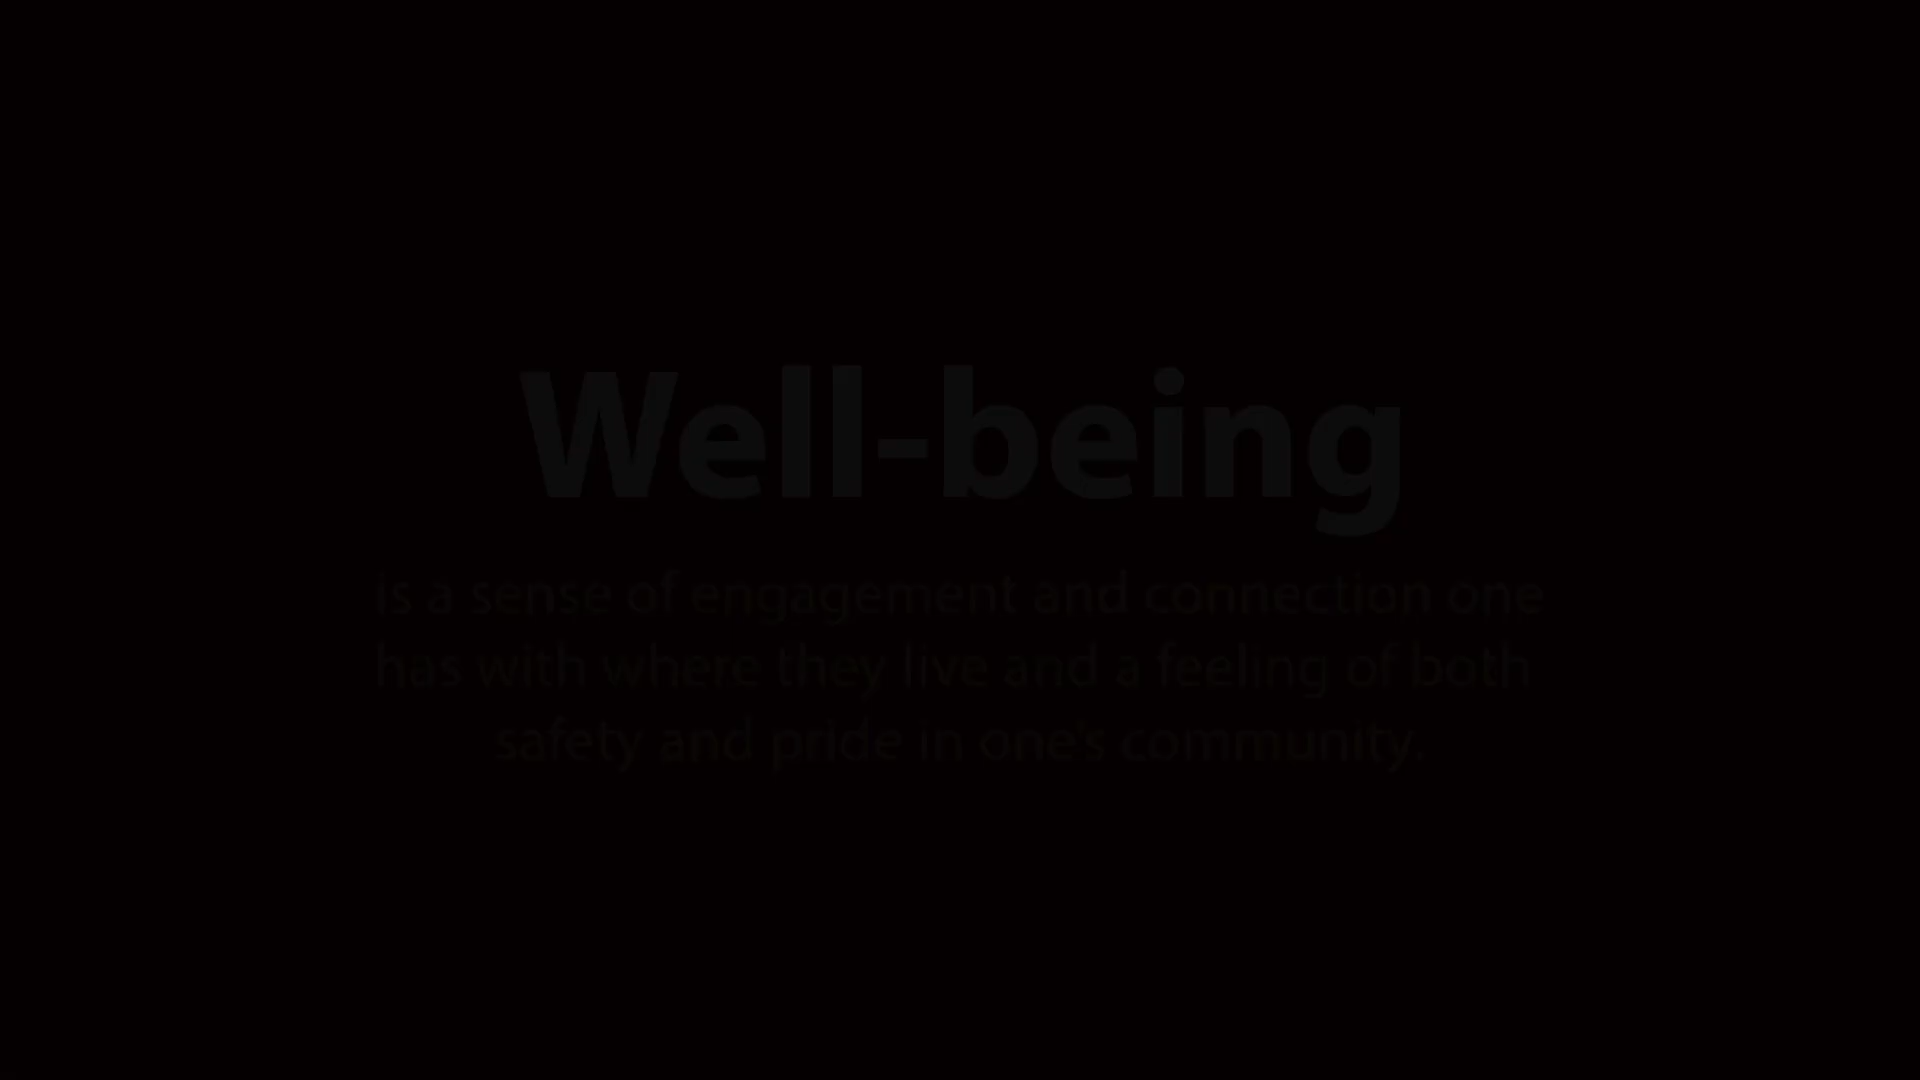 Well-being
is a sense of engagement and connection one
has with where they live and a feeling of both
safety and pride in one's community.